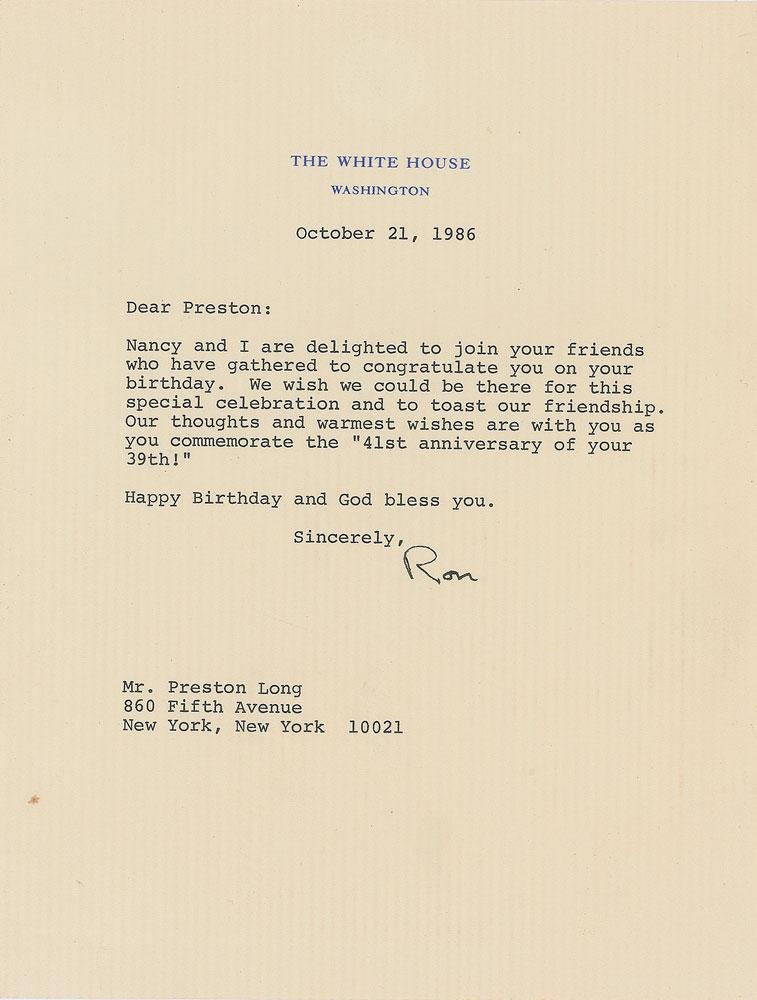 THE WHITE HOUSE
WASHINGTON
October 21, 1986
Dear Preston:
Nancy and I are delighted to join your friends
who have gathered to congratulate you on your
birthday.  We wish we could be there for this
special celebration and to toast our friendship.
Our thoughts and warmest wishes are with you as
you commemorate the "41st anniversary of your
39th!"
Happy Birthday and God bless you.
Sincerely,
Ron
Mr. Preston Long
860 Fifth Avenue
New York, New York  10021